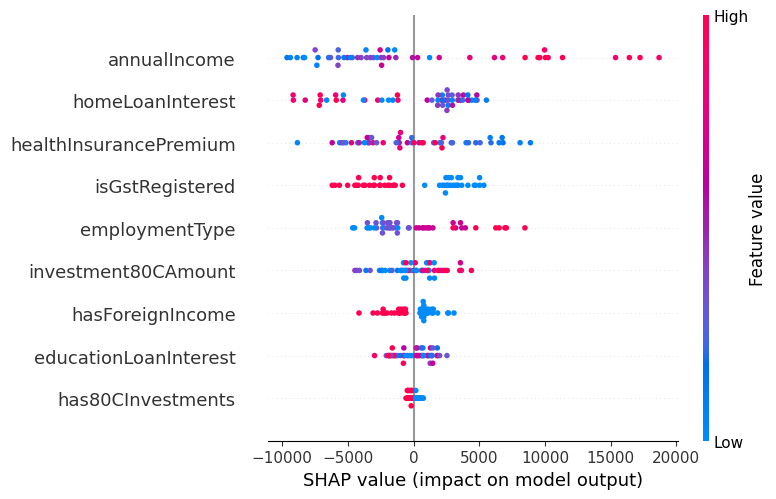 High
annualIncome
homeLoanInterest
healthInsurancePremium
isGstRegistered
employmentType
investment80CAmount
hasForeignIncome
educationLoanInterest
has80CInvestments
Feature value
Low
−10000 −5000 0 5000 10000 15000 20000
SHAP value (impact on model output)